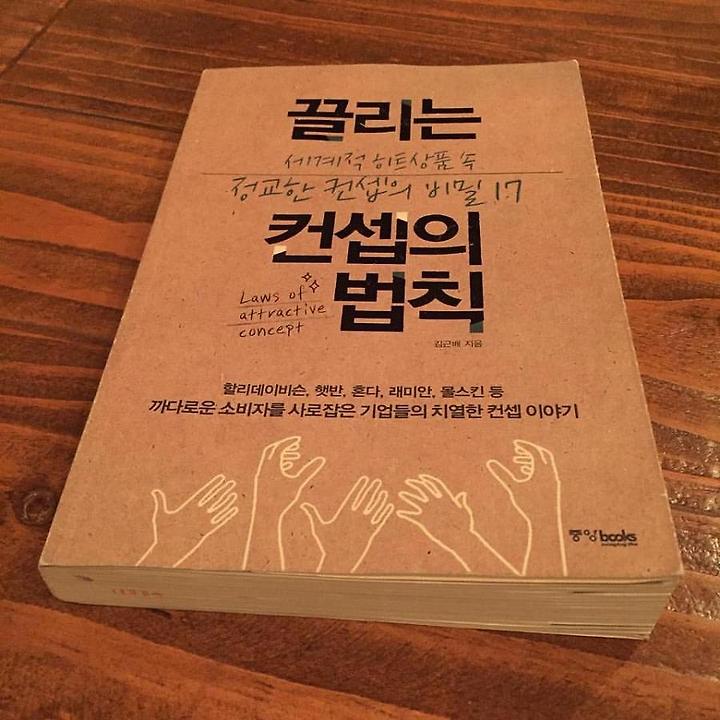 끌리는
세계적 히트상품 속
정교한 컨셉의 비밀 17
컨셉의
법칙
Laws of
attractive
concept
김근배 지음
할리데이비슨, 햇반, 혼다, 래미안, 몰스킨 등
까다로운 소비자를 사로잡은 기업들의 치열한 컨셉 이야기
중앙books